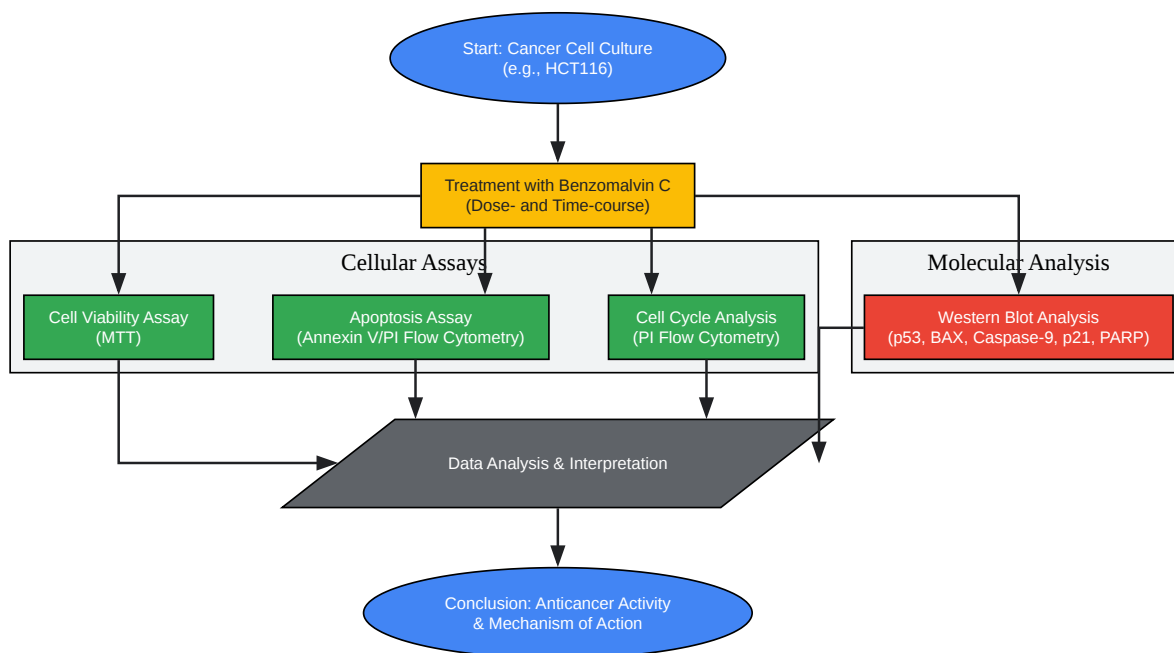 Start: Cancer Cell Culture
(e.g., HCT116)
Treatment with Benzomalvin C
(Dose- and Time-course)
Cellular Assays
Molecular Analysis
Cell Viability Assay
(MTT)
Apoptosis Assay
(Annexin V/PI Flow Cytometry)
Cell Cycle Analysis
(PI Flow Cytometry)
Western Blot Analysis
(p53, BAX, Caspase-9, p21, PARP)
Data Analysis & Interpretation
Conclusion: Anticancer Activity
& Mechanism of Action